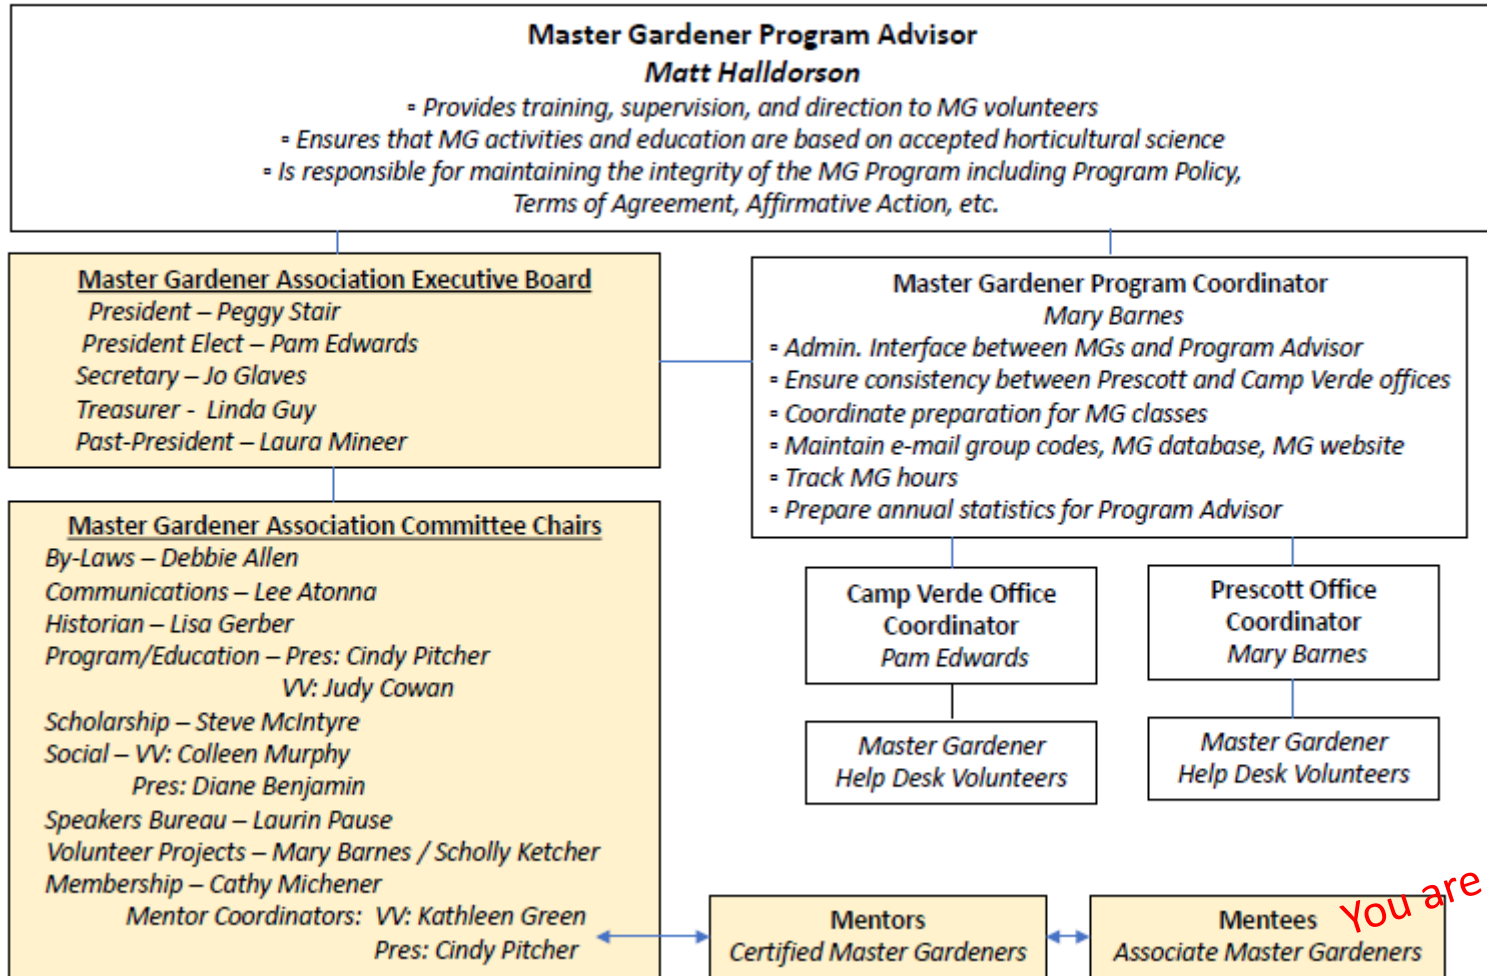 Master Gardener Program Advisor
Matt Halldorson
▫ Provides training, supervision, and direction to MG volunteers
▫ Ensures that MG activities and education are based on accepted horticultural science
▫ Is responsible for maintaining the integrity of the MG Program including Program Policy,
Terms of Agreement, Affirmative Action, etc.
Master Gardener Association Executive Board
President – Peggy Stair
President Elect – Pam Edwards
Secretary – Jo Glaves
Treasurer - Linda Guy
Past-President – Laura Mineer
Master Gardener Program Coordinator
Mary Barnes
▫ Admin. Interface between MGs and Program Advisor
▫ Ensure consistency between Prescott and Camp Verde offices
▫ Coordinate preparation for MG classes
▫ Maintain e-mail group codes, MG database, MG website
▫ Track MG hours
▫ Prepare annual statistics for Program Advisor
Master Gardener Association Committee Chairs
By-Laws – Debbie Allen
Communications – Lee Atonna
Historian – Lisa Gerber
Program/Education – Pres: Cindy Pitcher
VV: Judy Cowan
Scholarship – Steve McIntyre
Social – VV: Colleen Murphy
Pres: Diane Benjamin
Speakers Bureau – Laurin Pause
Volunteer Projects – Mary Barnes / Scholly Ketcher
Membership – Cathy Michener
Mentor Coordinators: VV: Kathleen Green
Pres: Cindy Pitcher
Camp Verde Office
Coordinator
Pam Edwards
Master Gardener
Help Desk Volunteers
Prescott Office
Coordinator
Mary Barnes
Master Gardener
Help Desk Volunteers
Mentors
Certified Master Gardeners
Mentees
Associate Master Gardeners
You are